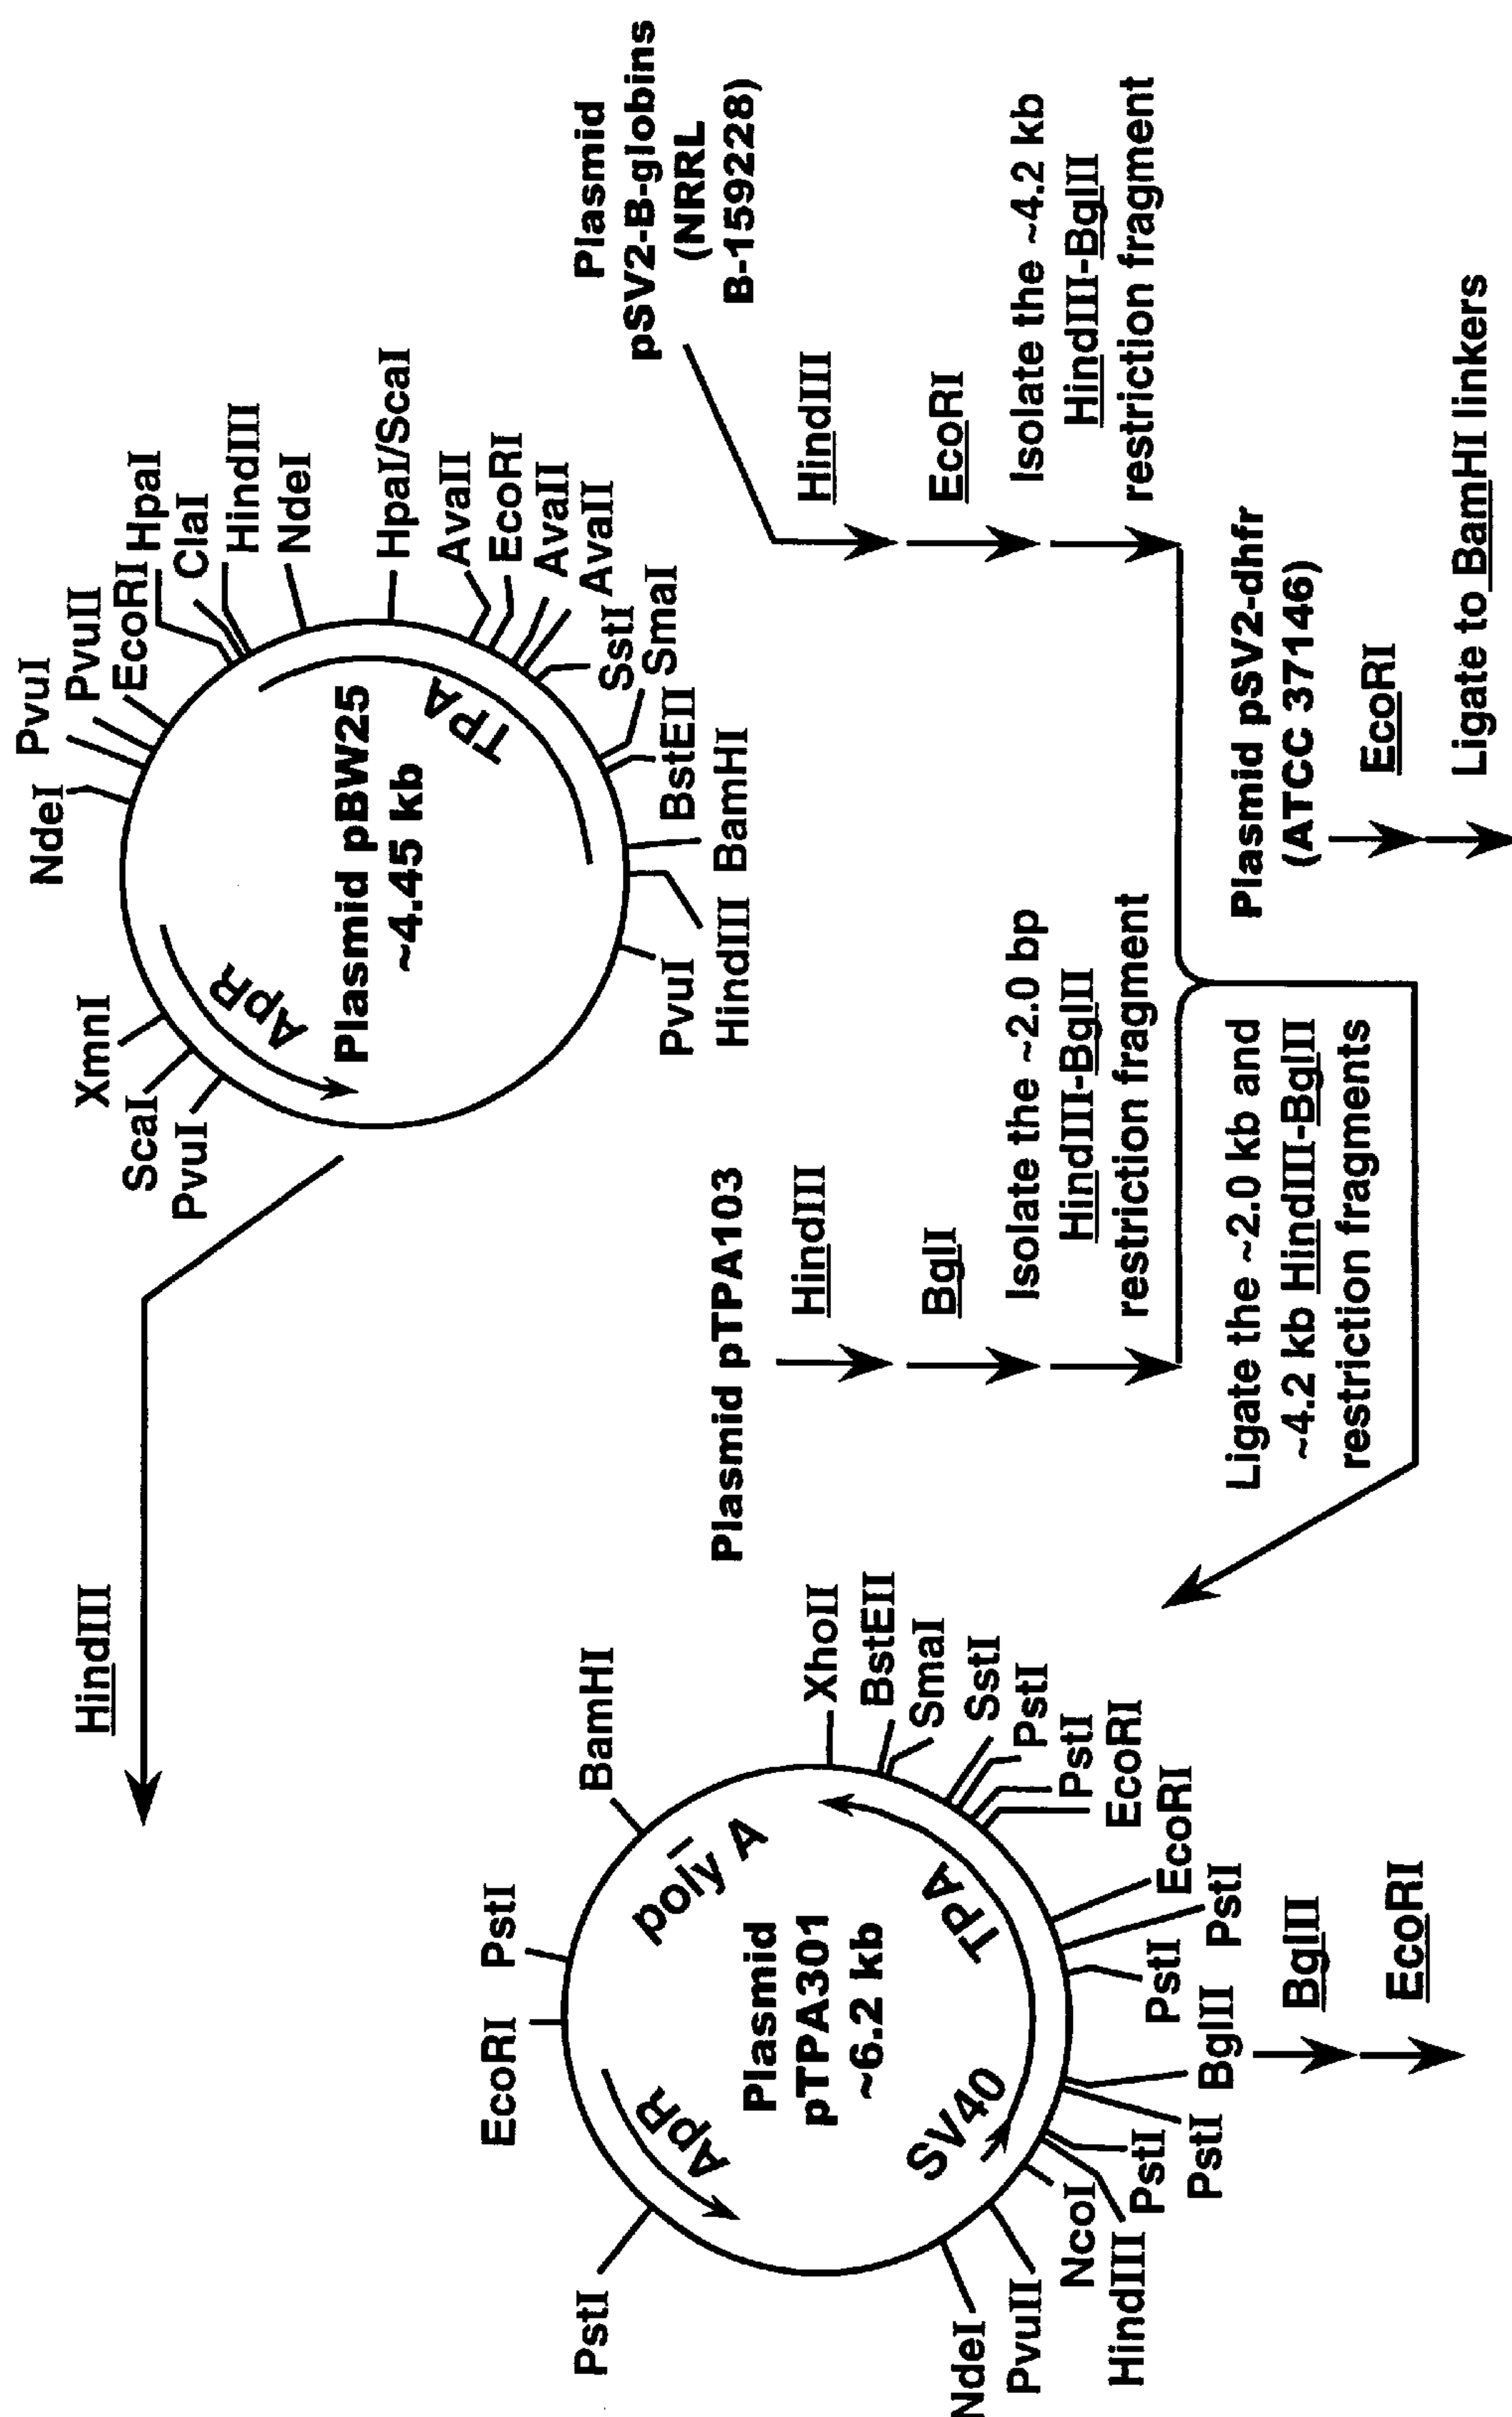 HindIII
XmnI
ScaI
PvuI
NdeI
PvuI
PvuII
EcoRI
HpaI
ClaI
HindIII
NdeI
HpaI/ScaI
AvaII
EcoRI
AvaII
AvaII
SstI
SmaI
BstEII
BamHI
HindIII
PvuI
ApR
TPA
Plasmid pBW25
~4.45 kb
PstI
EcoRI
PstI
BamHI
XhoII
BstEII
SmaI
SstI
PstI
PstI
EcoRI
EcoRI
PstI
PstI
BglII
PstI
PstI
HindIII
NcoI
PvuII
NdeI
ApR
poly A
TPA
SV40
Plasmid
pTPA301
~6.2 kb
BglII
EcoRI
Plasmid pTPA103
HindIII
BglI
Isolate the ~2.0 bp
HindIII-BglII
restriction fragment
Plasmid
pSV2-B-globins
(NRRL
B-159228)
HindIII
EcoRI
Isolate the ~4.2 kb
HindIII-BglII
restriction fragment
Ligate the ~2.0 kb and
~4.2 kb HindIII-BglII
restriction fragments
Plasmid pSV2-dhfr
(ATCC 37146)
EcoRI
Ligate to BamHI linkers